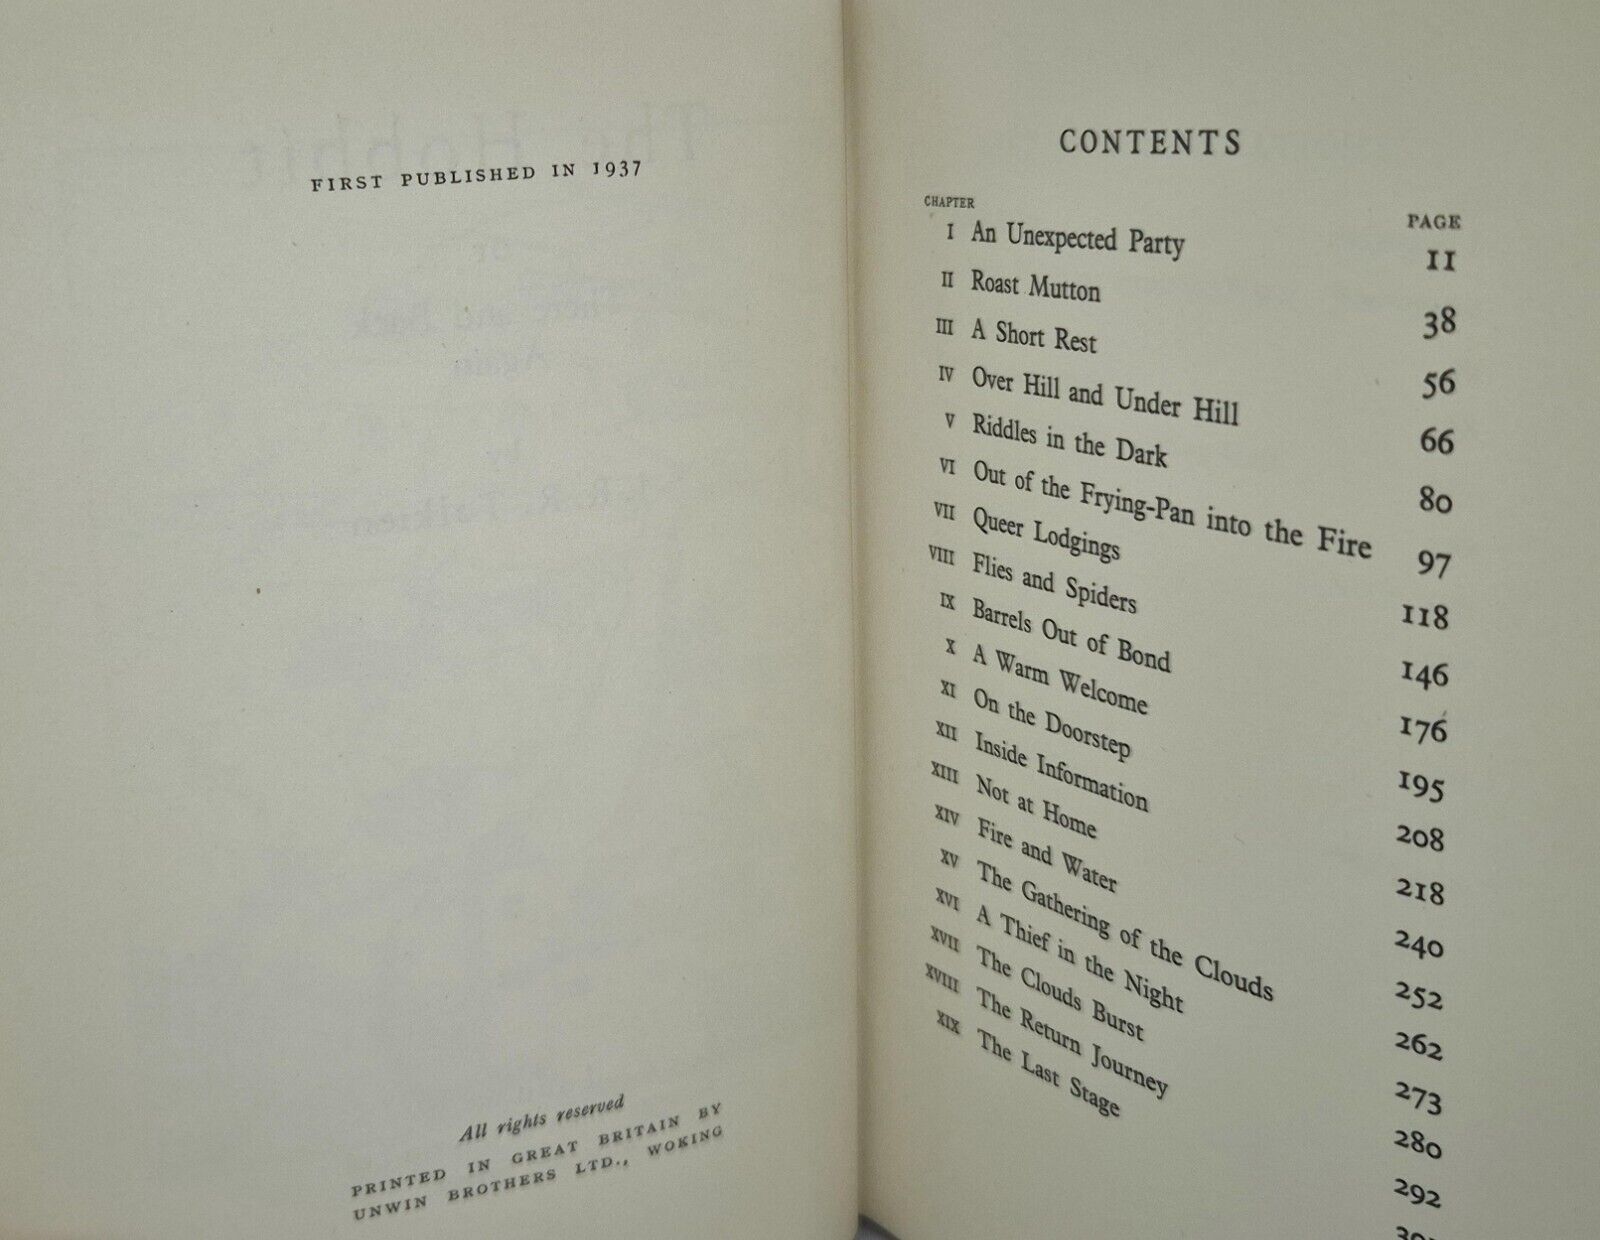 FIRST PUBLISHED IN 1937
All rights reserved
PRINTED IN GREAT BRITAIN BY
UNWIN BROTHERS LTD., WOKING
CONTENTS
CHAPTER PAGE
I An Unexpected Party 11
II Roast Mutton 38
III A Short Rest 56
IV Over Hill and Under Hill 66
V Riddles in the Dark 80
VI Out of the Frying-Pan into the Fire 97
VII Queer Lodgings 118
VIII Flies and Spiders 146
IX Barrels Out of Bond 176
X A Warm Welcome 195
XI On the Doorstep 208
XII Inside Information 218
XIII Not at Home 240
XIV Fire and Water 252
XV The Gathering of the Clouds 262
XVI A Thief in the Night 273
XVII The Clouds Burst 280
XVIII The Return Journey 292
XIX The Last Stage